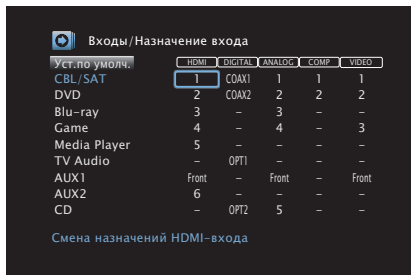 Входы/Назначение входа
Уст.по умолч. HDMI DIGITAL ANALOG COMP VIDEO
CBL/SAT 1 COAX1 1 1 1
DVD 2 COAX2 2 2 2
Blu-ray 3 – 3 – –
Game 4 – 4 – 3
Media Player 5 – – – –
TV Audio – OPT1 – – –
AUX1 Front – Front – Front
AUX2 6 – – – –
CD – OPT2 5 – –
Смена назначений HDMI-входа